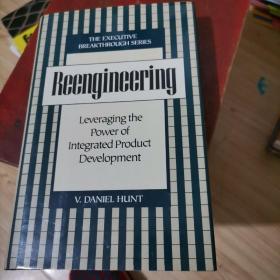 THE EXECUTIVE
BREAKTHROUGH SERIES
Reengineering
Leveraging the
Power of
Integrated Product
Development
V. DANIEL HUNT